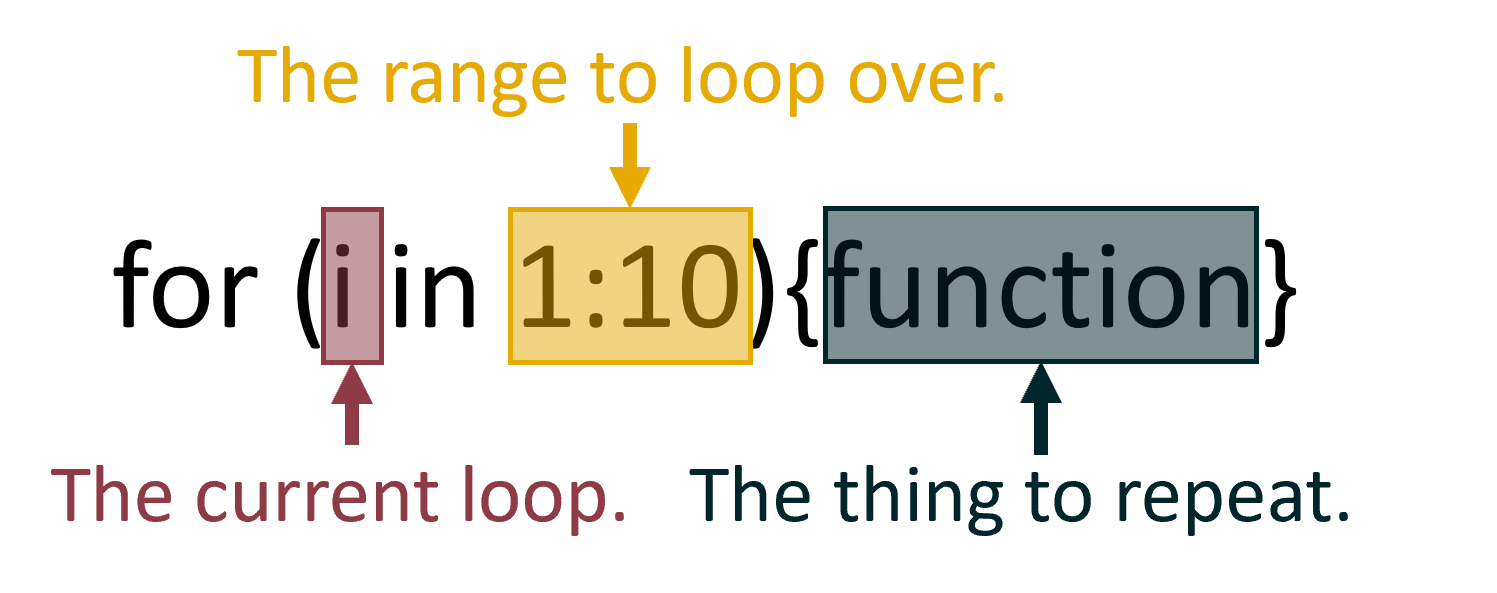 The range to loop over.
for (i in 1:10){function}
The current loop. The thing to repeat.